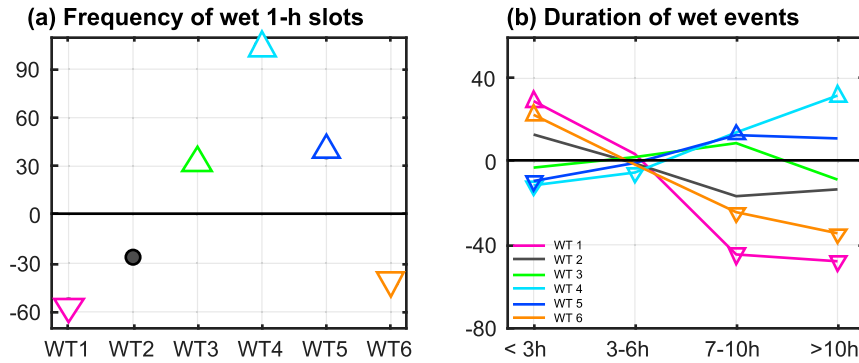 (a) Frequency of wet 1-h slots
90
60
30
0
-30
-60
WT1 WT2 WT3 WT4 WT5 WT6
(b) Duration of wet events
40
0
-40
-80
WT 1
WT 2
WT 3
WT 4
WT 5
WT 6
< 3h 3-6h 7-10h >10h